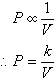 P ∝ 1/V
∴ P = k/V